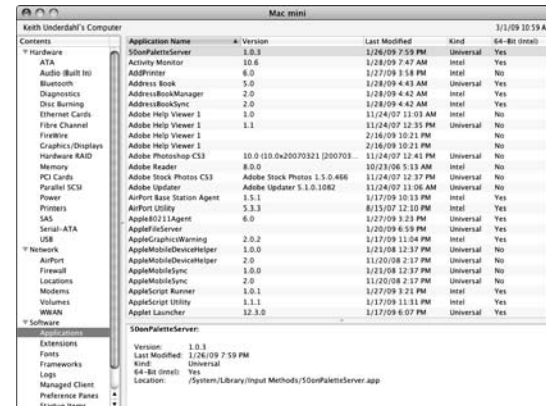 Mac mini
Keith Underdahl's Computer 3/1/09 10:59 A
Contents Application Name Version Last Modified Kind 64-Bit (Intel)
Hardware 50onPaletteServer 1.0.3 1/26/09 7:59 PM Universal Yes
ATA Activity Monitor 10.6 1/28/09 7:47 AM Intel Yes
Audio (Built In) AddPrinter 6.0 1/27/09 3:58 PM Intel No
Bluetooth Address Book 5.0 1/28/09 4:43 AM Universal Yes
Diagnostics AddressBookManager 2.0 1/28/09 4:42 AM Intel Yes
Disc Burning AddressBookSync 2.0 1/28/09 4:42 AM Intel Yes
Ethernet Cards Adobe Help Viewer 1 1.0 11/24/07 11:03 AM Intel No
Fibre Channel Adobe Help Viewer 1 1.1 11/24/07 12:35 PM Universal No
FireWire Adobe Help Viewer 1 2/16/09 10:21 PM No
Graphics/Displays Adobe Help Viewer 1 2/16/09 10:21 PM No
Hardware RAID Adobe Photoshop CS3 10.0 (10.0x20070321 [200703... 11/24/07 12:41 PM Universal No
Memory Adobe Reader 8.0.0 10/23/06 5:13 AM Intel No
PCI Cards Adobe Stock Photos CS3 Adobe Stock Photos 1.5.0.466 11/24/07 12:37 PM Universal No
Parallel SCSI Adobe Updater Adobe Updater 5.1.0.1082 11/24/07 11:06 AM Universal No
Power AirPort Base Station Agent 1.5.1 1/17/09 10:13 PM Intel Yes
Printers AirPort Utility 5.3.3 8/15/07 12:10 PM Intel Yes
SAS Apple80211Agent 6.0 1/27/09 3:23 PM Universal Yes
Serial-ATA AppleFileServer 1/20/09 6:59 PM Universal Yes
USB AppleGraphicsWarning 2.0.2 1/17/09 11:04 PM Intel Yes
Network AppleMobileDeviceHelper 1.0.0 1/21/08 12:37 PM Universal No
AirPort AppleMobileDeviceHelper 2.0 11/20/08 2:17 PM Universal No
Firewall AppleMobileSync 1.0.0 1/21/08 12:37 PM Universal No
Locations AppleMobileSync 2.0 11/20/08 2:17 PM Universal No
Modems AppleScript Runner 1.0.1 1/27/09 3:21 PM Intel Yes
Volumes AppleScript Utility 1.1.1 1/17/09 11:31 PM Intel Yes
WWAN Applet Launcher 12.3.0 1/17/09 6:07 PM Universal Yes
Software
Applications 50onPaletteServer:
Extensions
Fonts Version: 1.0.3
Frameworks Last Modified: 1/26/09 7:59 PM
Logs Kind: Universal
Managed Client 64-Bit (Intel): Yes
Preference Panes Location: /System/Library/Input Methods/50onPaletteServer.app
Startup Items